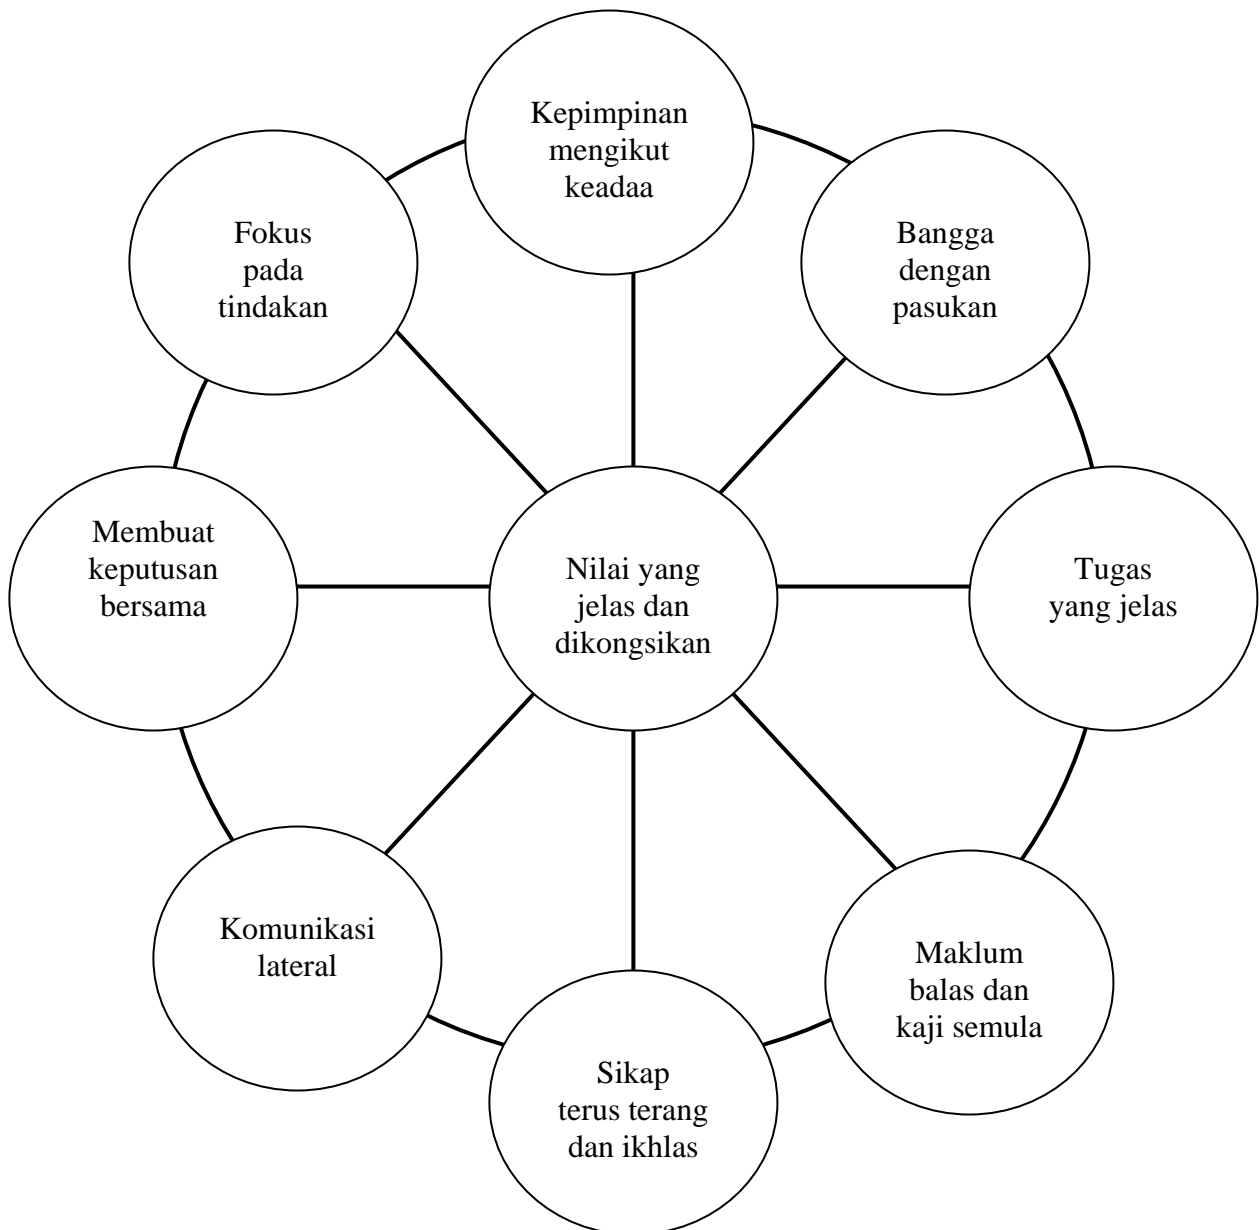 Kepimpinan
mengikut
keadaa
Fokus
pada
tindakan
Bangga
dengan
pasukan
Membuat
keputusan
bersama
Nilai yang
jelas dan
dikongsikan
Tugas
yang jelas
Komunikasi
lateral
Maklum
balas dan
kaji semula
Sikap
terus terang
dan ikhlas